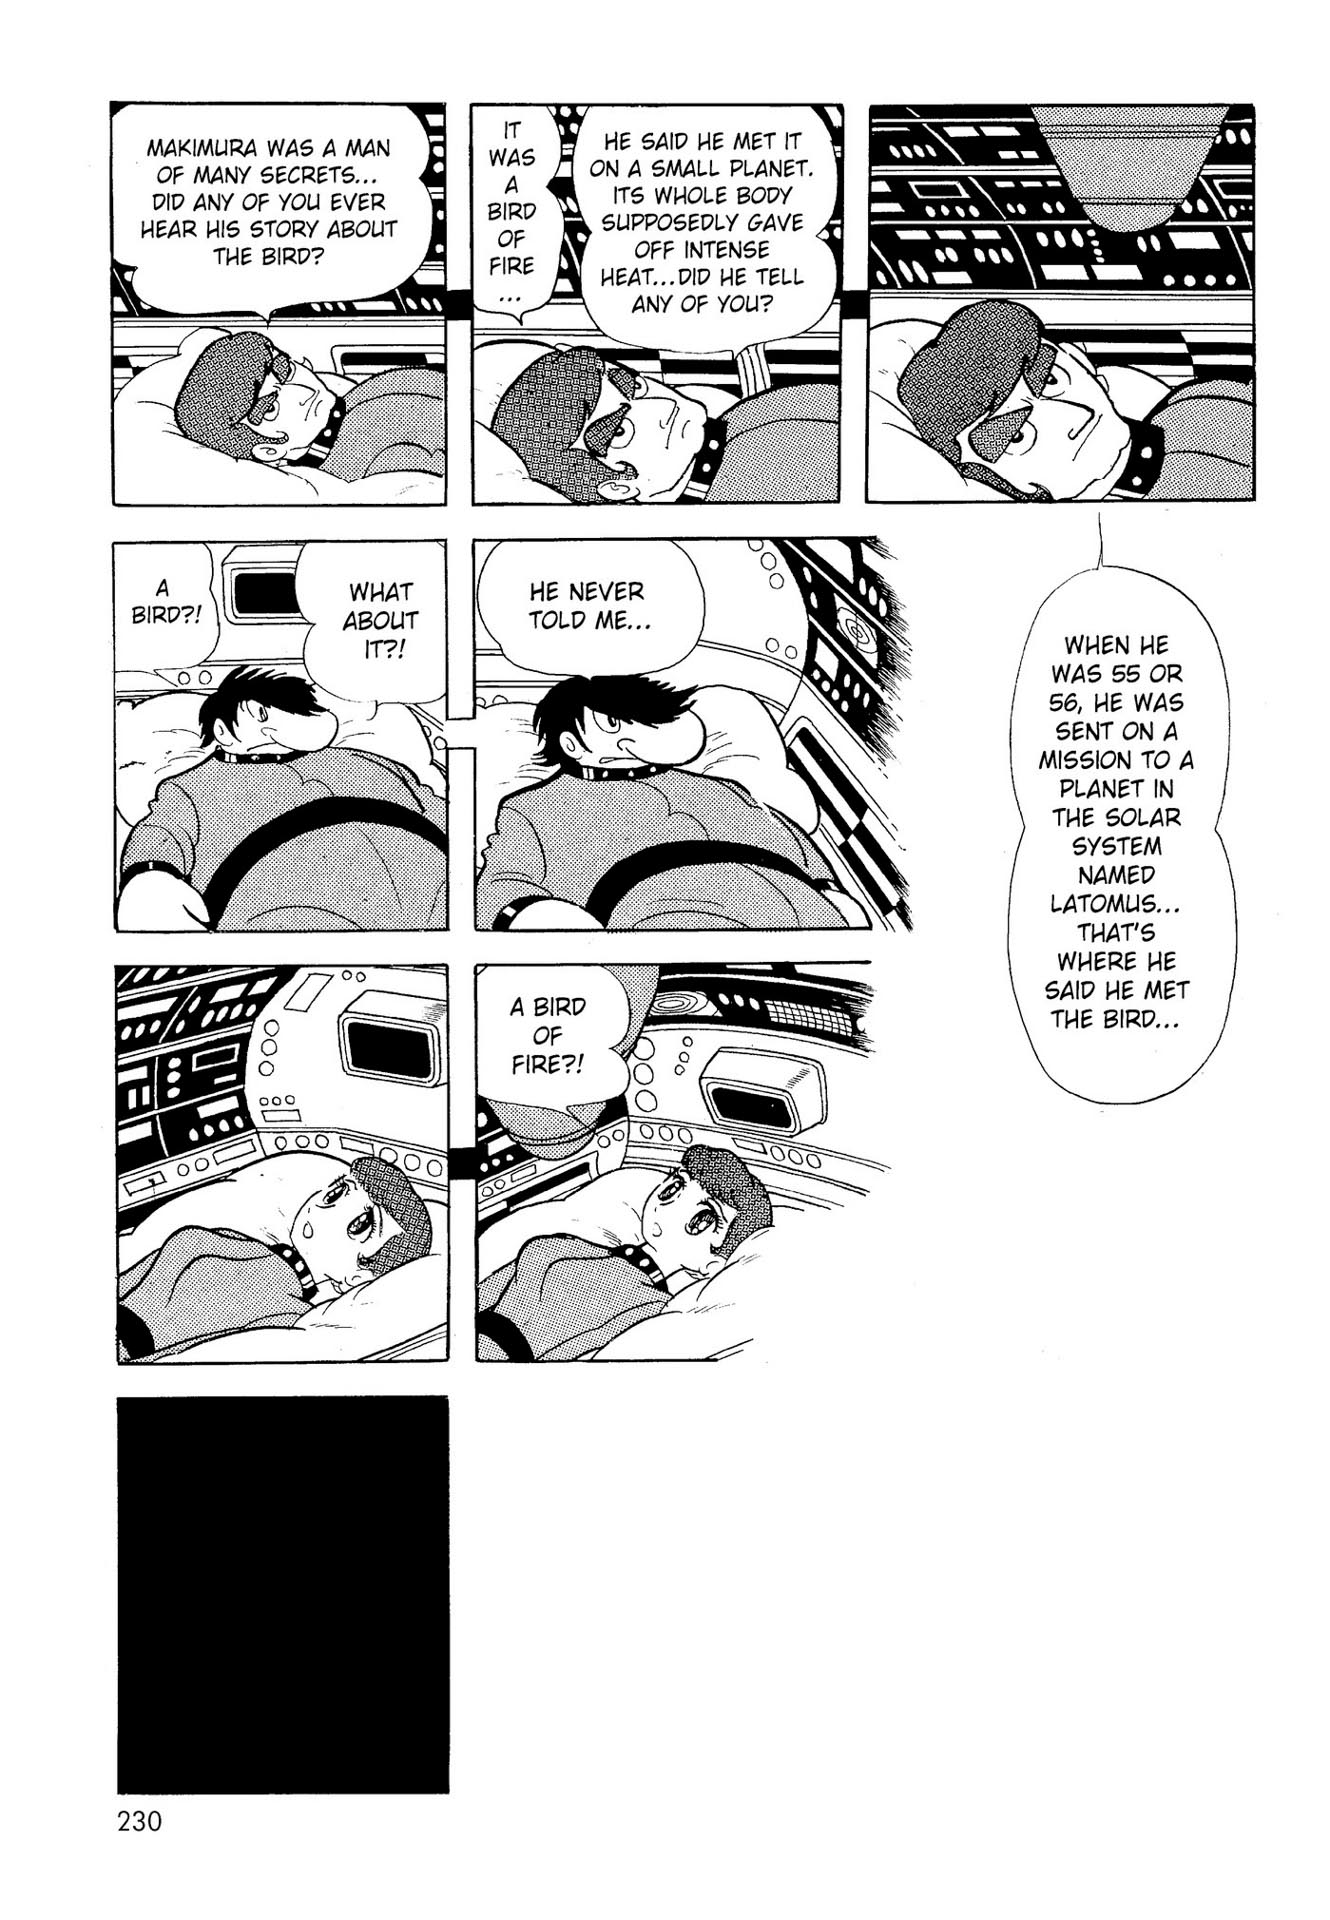 MAKIMURA WAS A MAN
OF MANY SECRETS...
DID ANY OF YOU EVER
HEAR HIS STORY ABOUT
THE BIRD?
IT
WAS
A
BIRD
OF
FIRE
...
HE SAID HE MET IT
ON A SMALL PLANET.
ITS WHOLE BODY
SUPPOSEDLY GAVE
OFF INTENSE
HEAT...DID HE TELL
ANY OF YOU?
WHEN HE
WAS 55 OR
56, HE WAS
SENT ON A
MISSION TO A
PLANET IN
THE SOLAR
SYSTEM
NAMED
LATOMUS...
THAT'S
WHERE HE
SAID HE MET
THE BIRD...
A
BIRD?!
WHAT
ABOUT
IT?!
HE NEVER
TOLD ME...
A BIRD
OF
FIRE?!
230